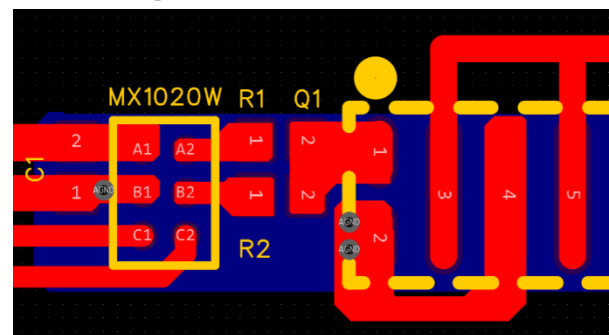 MX1020W R1 Q1
C1
2
A1 A2
1 2
1
1 AGND B1 B2
1 2
3 4 5
C1 C2
AGND
2
AGND
R2